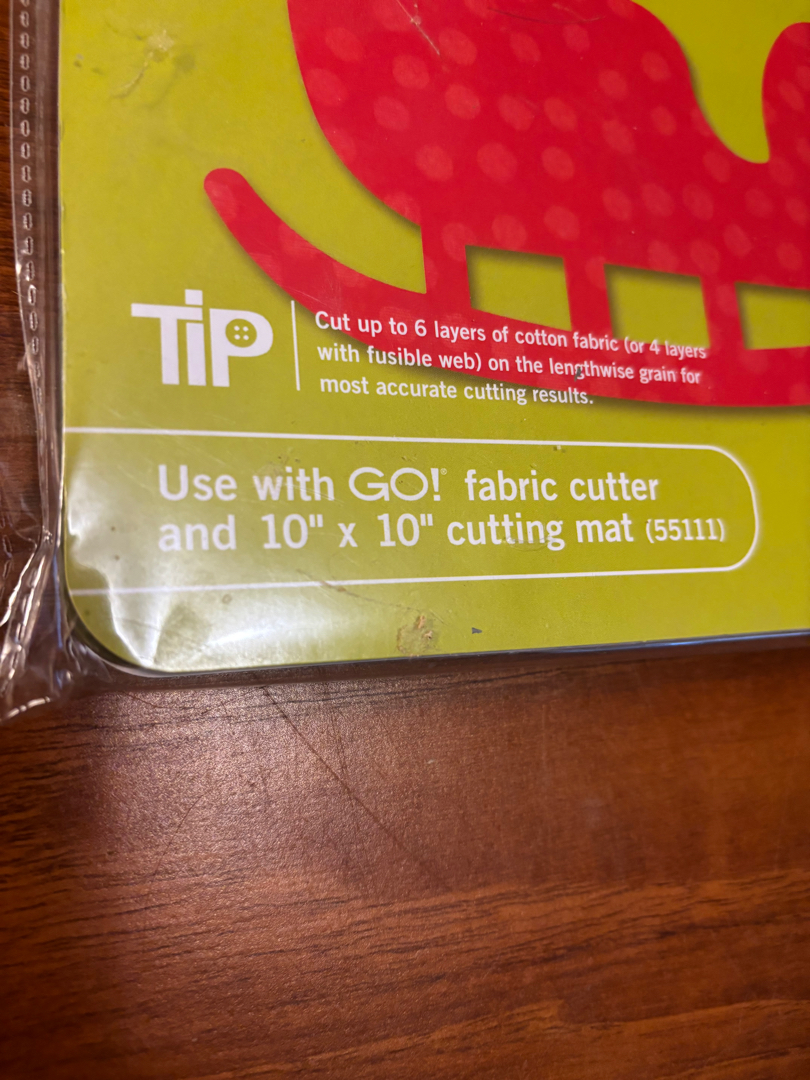 TiP
Cut up to 6 layers of cotton fabric (or 4 layers
with fusible web) on the lengthwise grain for
most accurate cutting results.
Use with GO!® fabric cutter
and 10" x 10" cutting mat (55111)